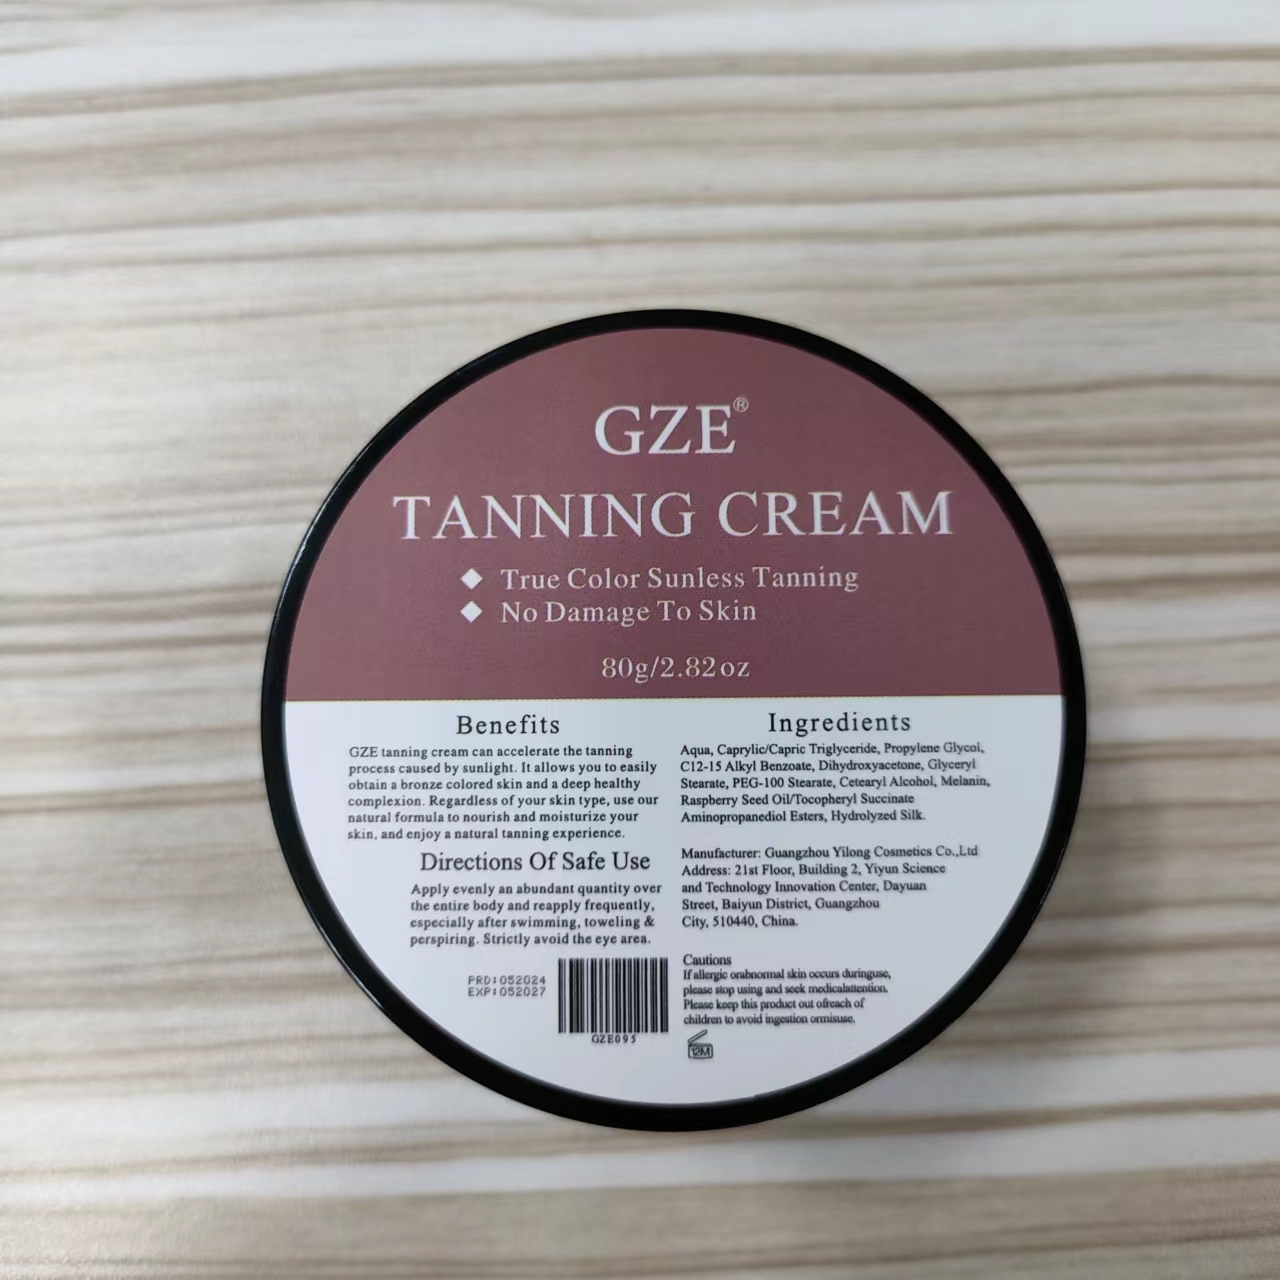 GZE®
TANNING CREAM
◆ True Color Sunless Tanning
◆ No Damage To Skin
80g/2.82oz
Benefits
GZE tanning cream can accelerate the tanning
process caused by sunlight. It allows you to easily
obtain a bronze colored skin and a deep healthy
complexion. Regardless of your skin type, use our
natural formula to nourish and moisturize your
skin, and enjoy a natural tanning experience.
Directions Of Safe Use
Apply evenly an abundant quantity over
the entire body and reapply frequently,
especially after swimming, toweling &
perspiring. Strictly avoid the eye area.
PRD:052024
EXP:052027
GZE095
Ingredients
Aqua, Caprylic/Capric Triglyceride, Propylene Glycol,
C12-15 Alkyl Benzoate, Dihydroxyacetone, Glyceryl
Stearate, PEG-100 Stearate, Cetearyl Alcohol, Melanin,
Raspberry Seed Oil/Tocopheryl Succinate
Aminopropanediol Esters, Hydrolyzed Silk.
Manufacturer: Guangzhou Yilong Cosmetics Co.,Ltd
Address: 21st Floor, Building 2, Yiyun Science
and Technology Innovation Center, Dayuan
Street, Baiyun District, Guangzhou
City, 510440, China.
Cautions
If allergic orabnormal skin occurs duringuse,
please stop using and seek medicalattention.
Please keep this product out ofreach of
children to avoid ingestion ormisuse.
12M